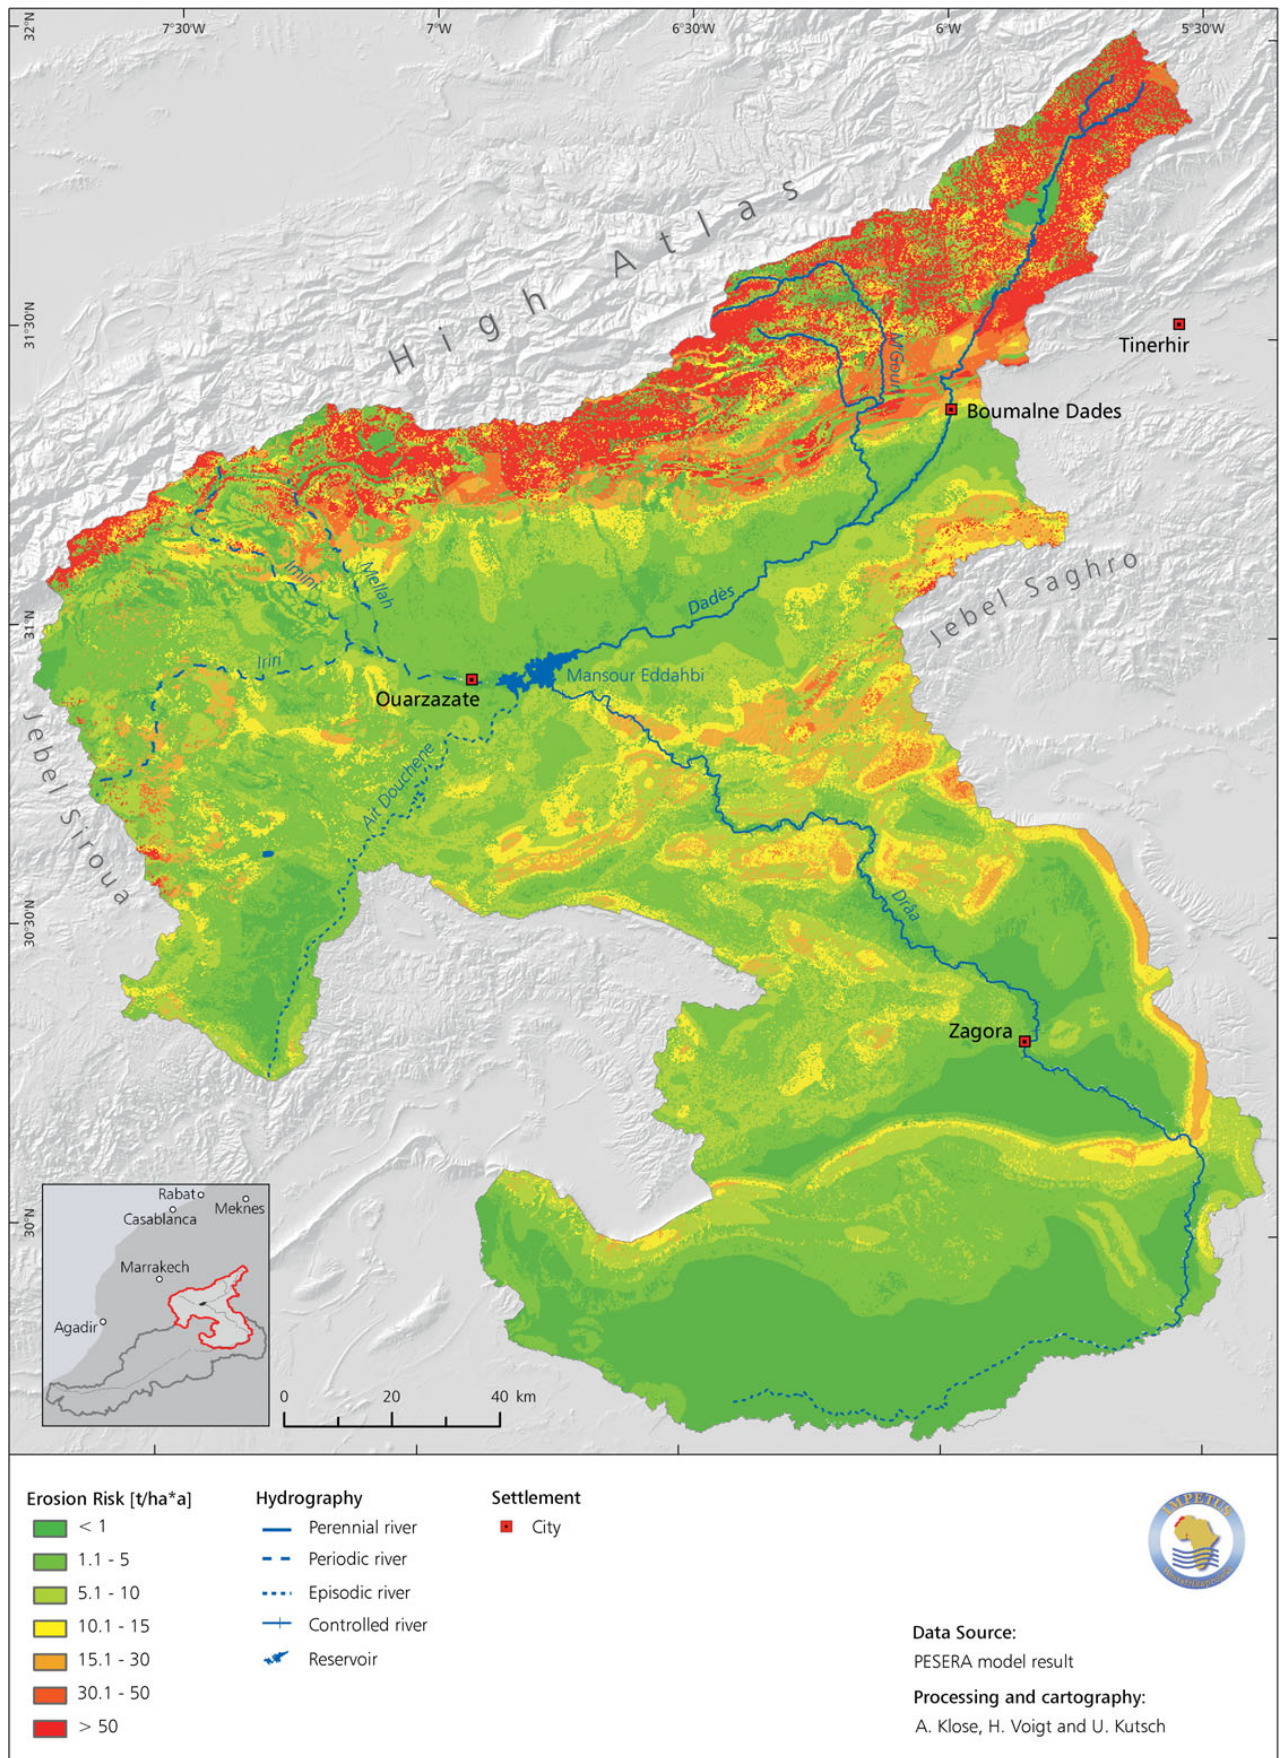 7°30'W
7°W
6°30'W
6°W
5°30'W
32°N
31°30'N
31°N
30°30'N
30°N
High Atlas
Tinerhir
M'Goun
Boumalne Dades
Jebel Saghro
Imini
Mellah
Dadès
Iriri
Mansour Eddahbi
Ouarzazate
Jebel Siroua
Ait Douchene
Drâa
Zagora
Rabat
Meknes
Casablanca
Marrakech
Agadir
0 20 40 km
Erosion Risk [t/ha*a]
< 1
1.1 - 5
5.1 - 10
10.1 - 15
15.1 - 30
30.1 - 50
> 50
Hydrography
Perennial river
Periodic river
Episodic river
Controlled river
Reservoir
Settlement
City
IMPETUS
Data Source:
PESERA model result
Processing and cartography:
A. Klose, H. Voigt and U. Kutsch